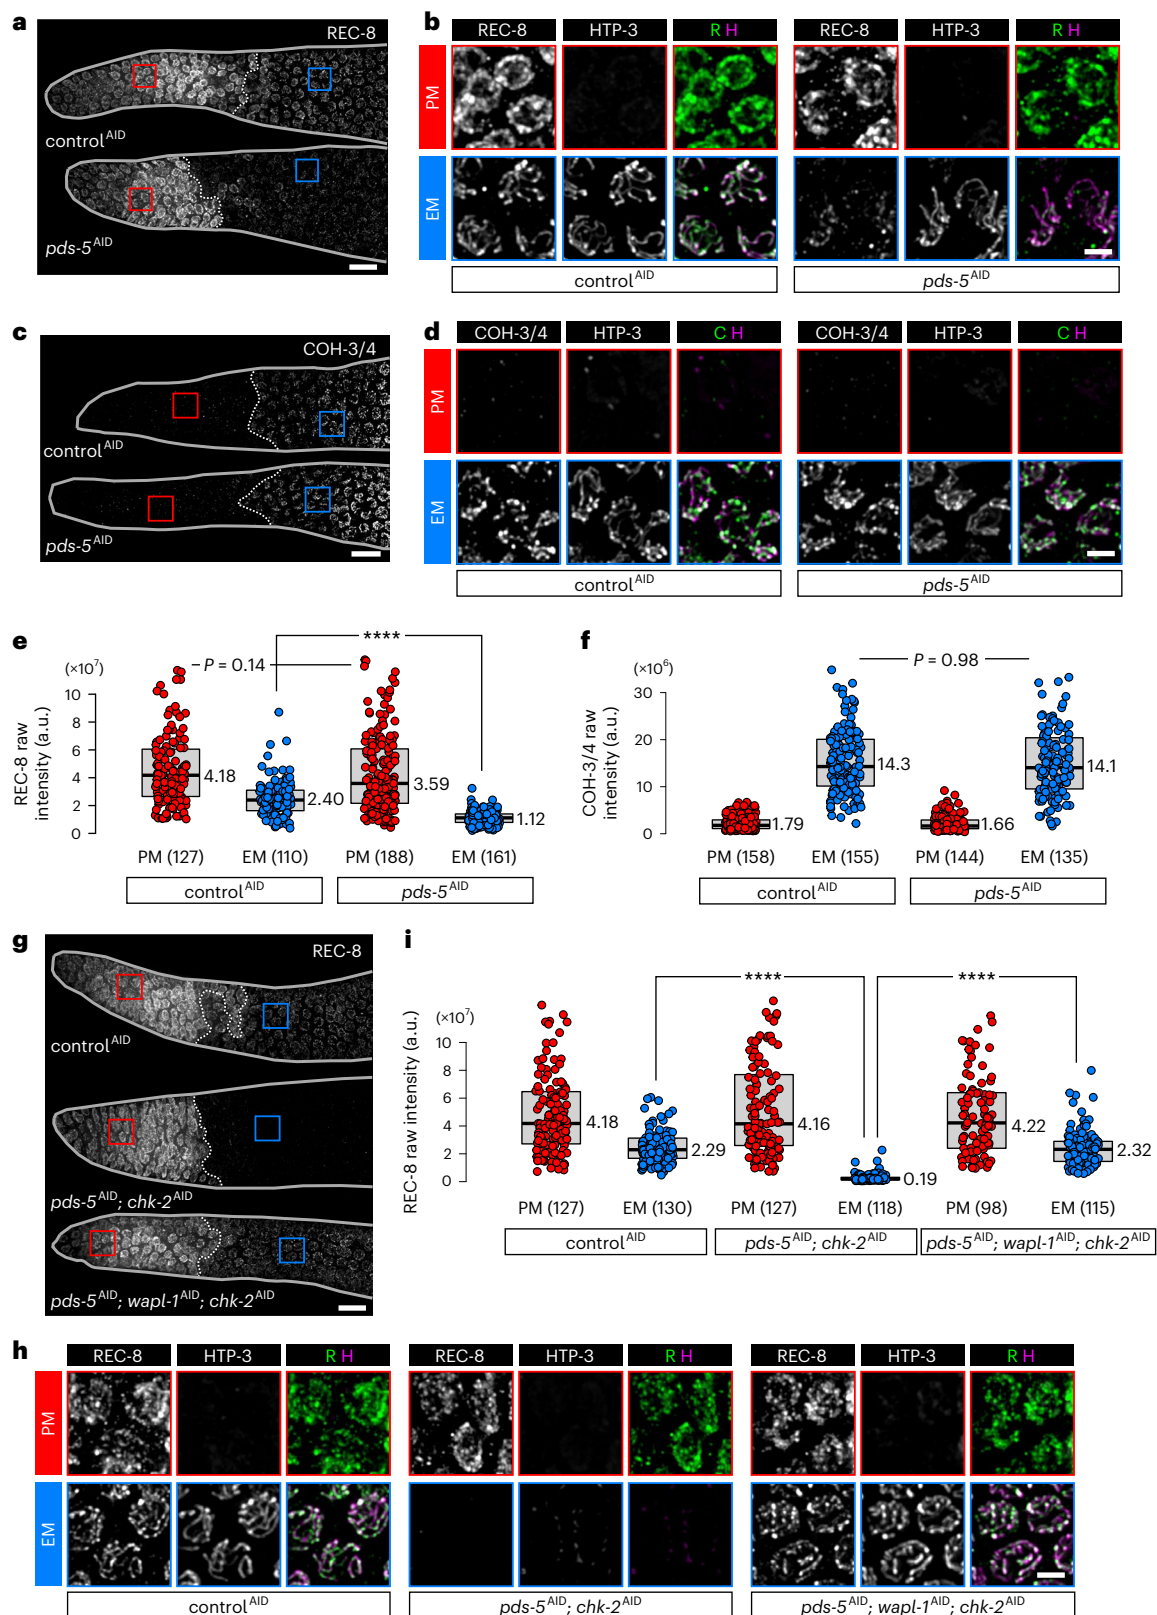 a
REC-8
control^AID
pds-5^AID
b
REC-8 HTP-3 R H REC-8 HTP-3 R H
PM
EM
control^AID pds-5^AID
c
COH-3/4
control^AID
pds-5^AID
d
COH-3/4 HTP-3 C H COH-3/4 HTP-3 C H
PM
EM
control^AID pds-5^AID
e
****
(×10⁷)
P = 0.14
REC-8 raw
intensity (a.u.)
10
8
6
4
2
0
4.18
2.40
3.59
1.12
PM (127) EM (110) PM (188) EM (161)
control^AID pds-5^AID
f
(×10⁶)
P = 0.98
COH-3/4 raw
intensity (a.u.)
30
20
10
0
1.79
14.3
1.66
14.1
PM (158) EM (155) PM (144) EM (135)
control^AID pds-5^AID
g
REC-8
control^AID
pds-5^AID; chk-2^AID
pds-5^AID; wapl-1^AID; chk-2^AID
i
**** ****
(×10⁷)
REC-8 raw intensity (a.u.)
10
8
6
4
2
0
4.18
2.29
4.16
0.19
4.22
2.32
PM (127) EM (130) PM (127) EM (118) PM (98) EM (115)
control^AID pds-5^AID; chk-2^AID pds-5^AID; wapl-1^AID; chk-2^AID
h
REC-8 HTP-3 R H REC-8 HTP-3 R H REC-8 HTP-3 R H
PM
EM
control^AID pds-5^AID; chk-2^AID pds-5^AID; wapl-1^AID; chk-2^AID